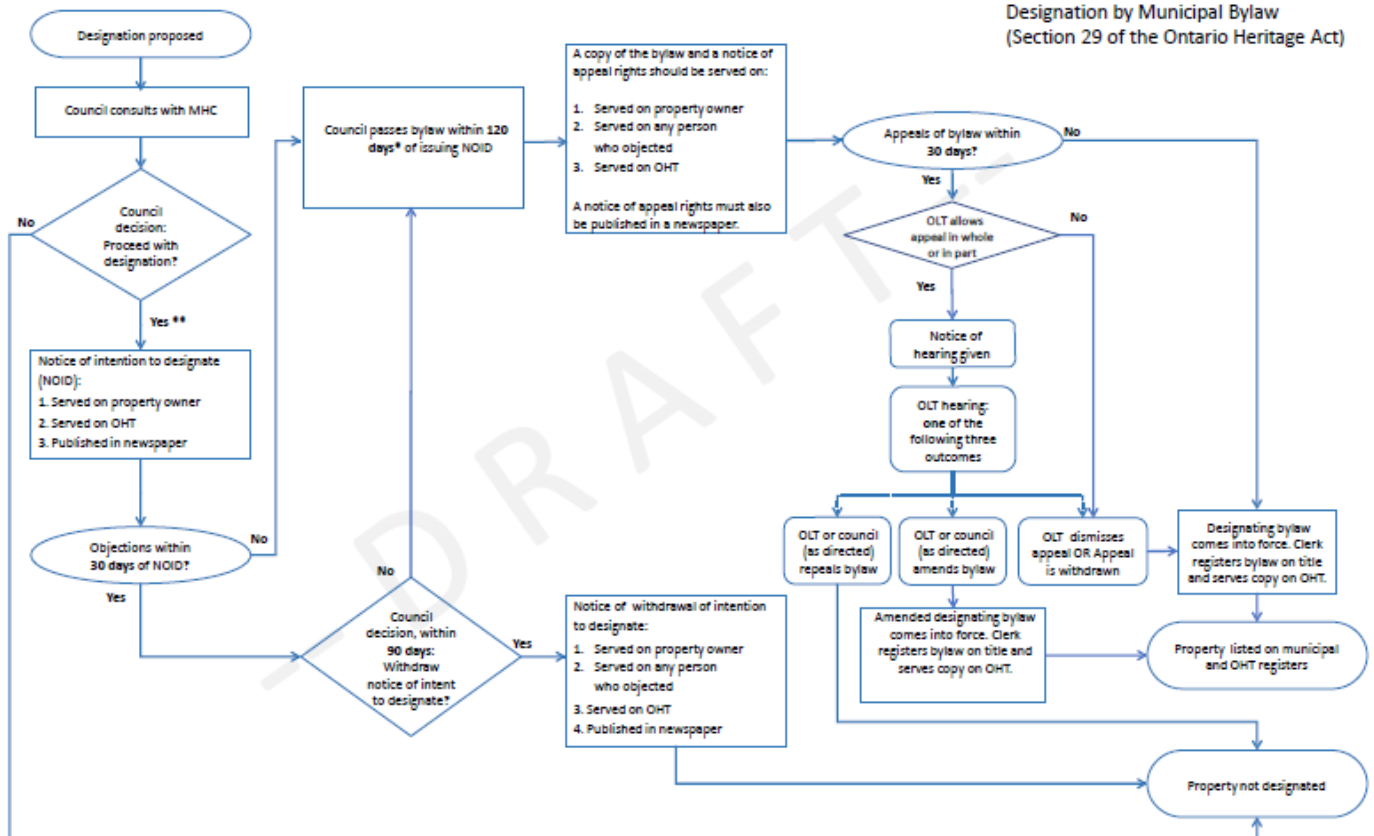 Designation by Municipal Bylaw
(Section 29 of the Ontario Heritage Act)
Designation proposed
Council consults with MHC
No
Council
decision:
Proceed with
designation?
Yes **
Notice of intention to designate
(NOID):
1. Served on property owner
2. Served on OHT
3. Published in newspaper
Objections within
30 days of NOID?
No
Yes
Council passes bylaw within 120
days* of issuing NOID
No
Council
decision, within
90 days:
Withdraw
notice of intent
to designate?
Yes
A copy of the bylaw and a notice of
appeal rights should be served on:
1. Served on property owner
2. Served on any person
who objected
3. Served on OHT
A notice of appeal rights must also
be published in a newspaper.
Notice of withdrawal of intention
to designate:
1. Served on property owner
2. Served on any person
who objected
3. Served on OHT
4. Published in newspaper
Appeals of bylaw within
30 days?
No
Yes
OLT allows
appeal in whole
or in part
No
Yes
Notice of
hearing given
OLT hearing:
one of the
following three
outcomes
OLT or council
(as directed)
repeals bylaw
OLT or council
(as directed)
amends bylaw
OLT dismisses
appeal OR Appeal
is withdrawn
Designating bylaw
comes into force. Clerk
registers bylaw on title
and serves copy on OHT.
Amended designating bylaw
comes into force. Clerk
registers bylaw on title and
serves copy on OHT.
Property listed on municipal
and OHT registers
Property not designated
— D R A F T —